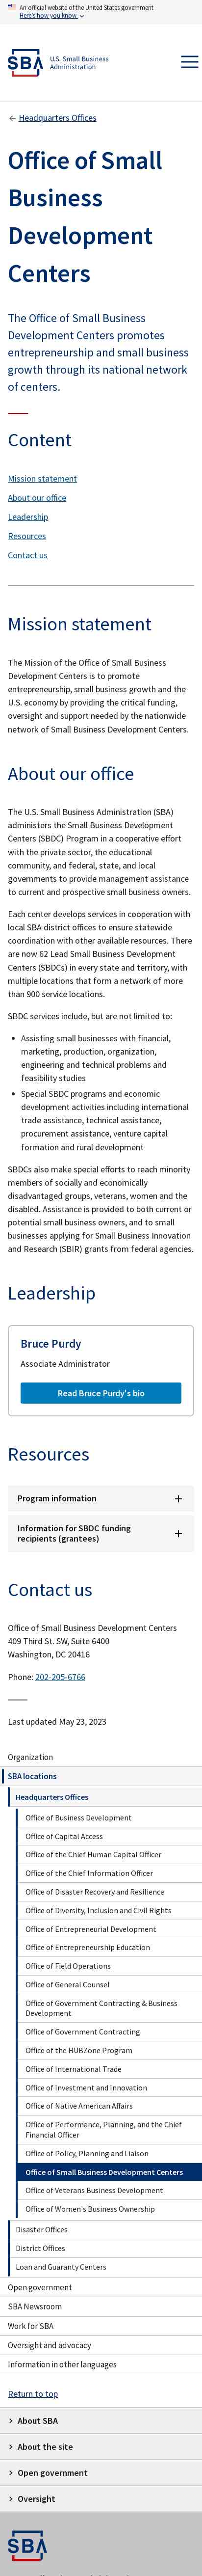 An official website of the United States government
Here's how you know
SBA
U.S. Small Business
Administration
Headquarters Offices
Office of Small
Business
Development
Centers
The Office of Small Business
Development Centers promotes
entrepreneurship and small business
growth through its national network
of centers.
Content
Mission statement
About our office
Leadership
Resources
Contact us
Mission statement
The Mission of the Office of Small Business
Development Centers is to promote
entrepreneurship, small business growth and the
U.S. economy by providing the critical funding,
oversight and support needed by the nationwide
network of Small Business Development Centers.
About our office
The U.S. Small Business Administration (SBA)
administers the Small Business Development
Centers (SBDC) Program in a cooperative effort
with the private sector, the educational
community, and federal, state, and local
governments to provide management assistance
to current and prospective small business owners.
Each center develops services in cooperation with
local SBA district offices to ensure statewide
coordination with other available resources. There
are now 62 Lead Small Business Development
Centers (SBDCs) in every state and territory, with
multiple locations that form a network of more
than 900 service locations.
SBDC services include, but are not limited to:
Assisting small businesses with financial,
marketing, production, organization,
engineering and technical problems and
feasibility studies
Special SBDC programs and economic
development activities including international
trade assistance, technical assistance,
procurement assistance, venture capital
formation and rural development
SBDCs also make special efforts to reach minority
members of socially and economically
disadvantaged groups, veterans, women and the
disabled. Assistance is provided to both current or
potential small business owners, and to small
businesses applying for Small Business Innovation
and Research (SBIR) grants from federal agencies.
Leadership
Bruce Purdy
Associate Administrator
Read Bruce Purdy's bio
Resources
Program information
Information for SBDC funding
recipients (grantees)
Contact us
Office of Small Business Development Centers
409 Third St. SW, Suite 6400
Washington, DC 20416
Phone: 202-205-6766
Last updated May 23, 2023
Organization
SBA locations
Headquarters Offices
Office of Business Development
Office of Capital Access
Office of the Chief Human Capital Officer
Office of the Chief Information Officer
Office of Disaster Recovery and Resilience
Office of Diversity, Inclusion and Civil Rights
Office of Entrepreneurial Development
Office of Entrepreneurship Education
Office of Field Operations
Office of General Counsel
Office of Government Contracting & Business
Development
Office of Government Contracting
Office of the HUBZone Program
Office of International Trade
Office of Investment and Innovation
Office of Native American Affairs
Office of Performance, Planning, and the Chief
Financial Officer
Office of Policy, Planning and Liaison
Office of Small Business Development Centers
Office of Veterans Business Development
Office of Women's Business Ownership
Disaster Offices
District Offices
Loan and Guaranty Centers
Open government
SBA Newsroom
Work for SBA
Oversight and advocacy
Information in other languages
Return to top
About SBA
About the site
Open government
Oversight
SBA